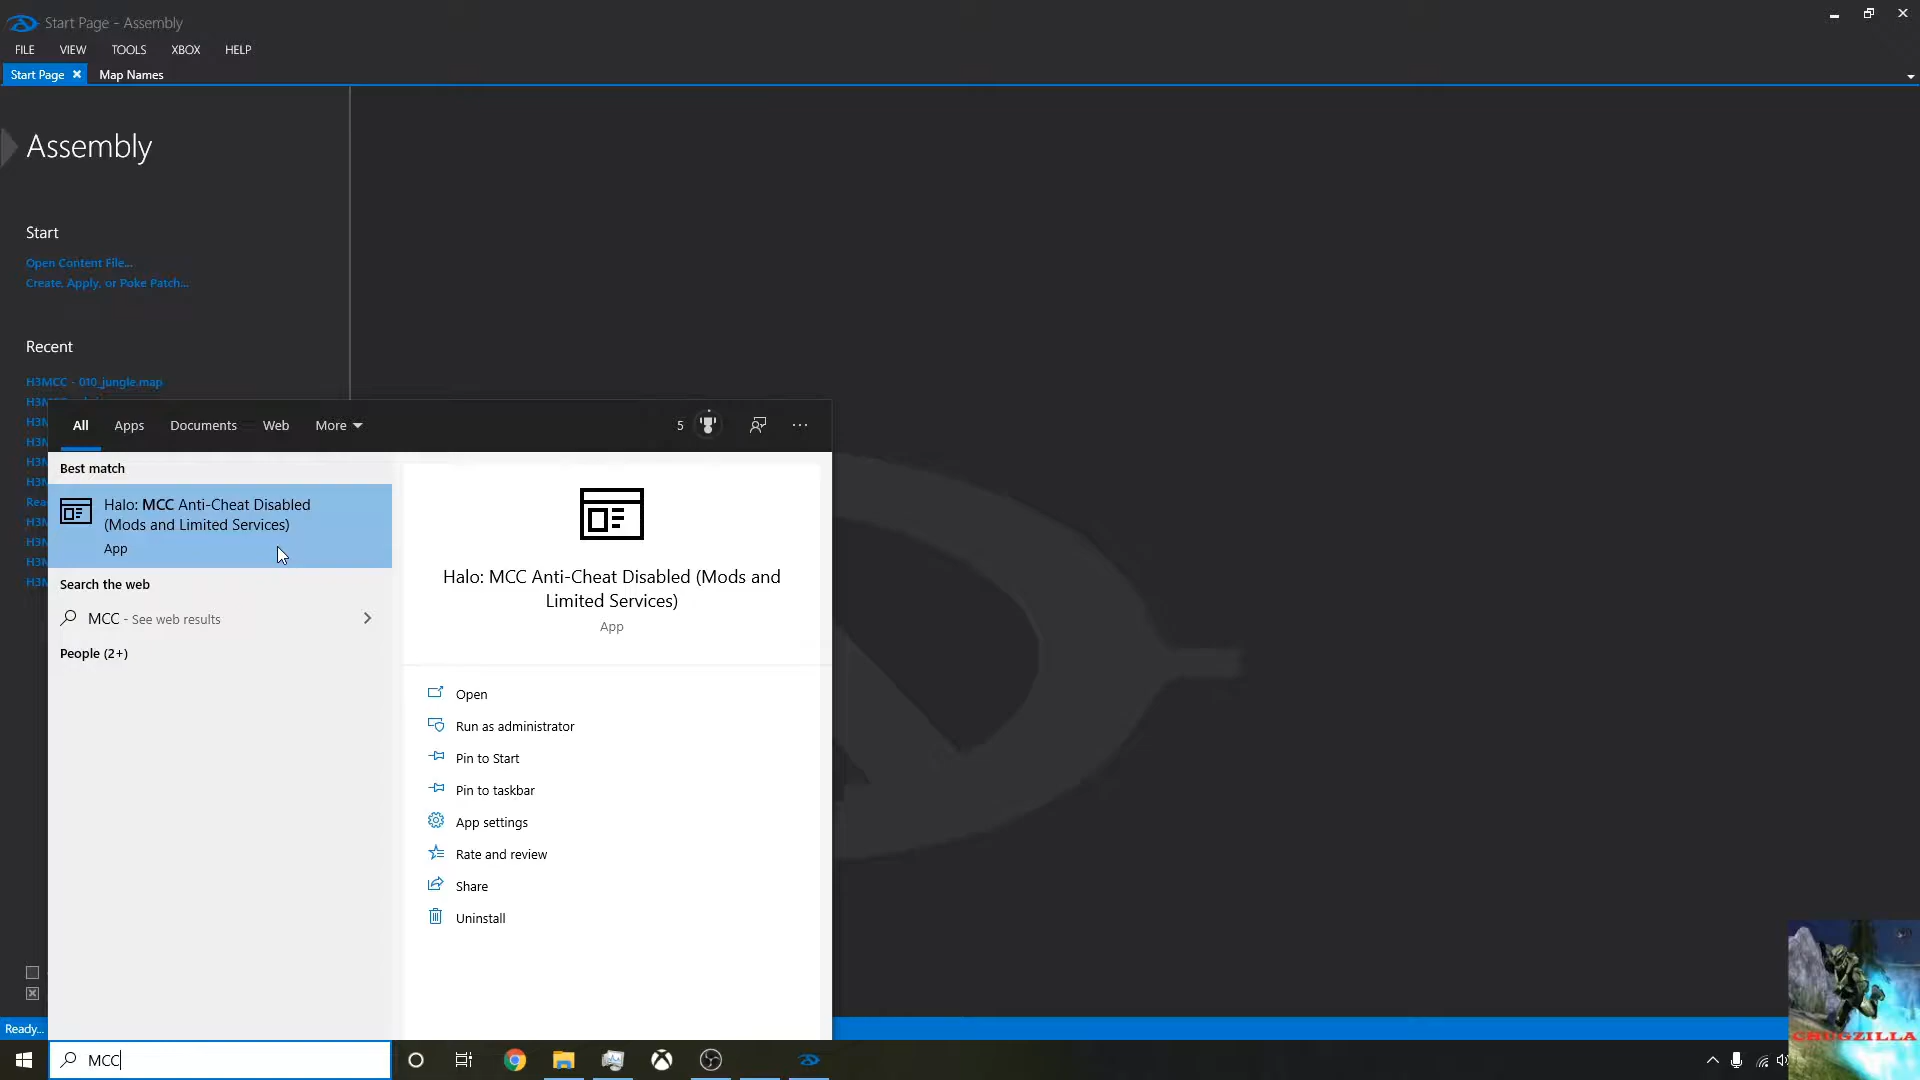 Start Page - Assembly
FILE VIEW TOOLS XBOX HELP
Start Page Map Names
Assembly
Start
Open Content File...
Create, Apply, or Poke Patch...
Recent
H3MCC - 010_jungle.map
All Apps Documents Web More 5
Best match
Halo: MCC Anti-Cheat Disabled
(Mods and Limited Services)
App
Search the web
MCC - See web results
People (2+)
Halo: MCC Anti-Cheat Disabled (Mods and
Limited Services)
App
Open
Run as administrator
Pin to Start
Pin to taskbar
App settings
Rate and review
Share
Uninstall
Ready...
MCC
CHUGZILLA